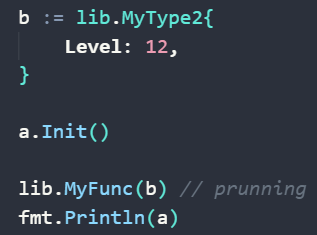 b := lib.MyType2{
    Level: 12,
}

a.Init()

lib.MyFunc(b) // prunning
fmt.Println(a)